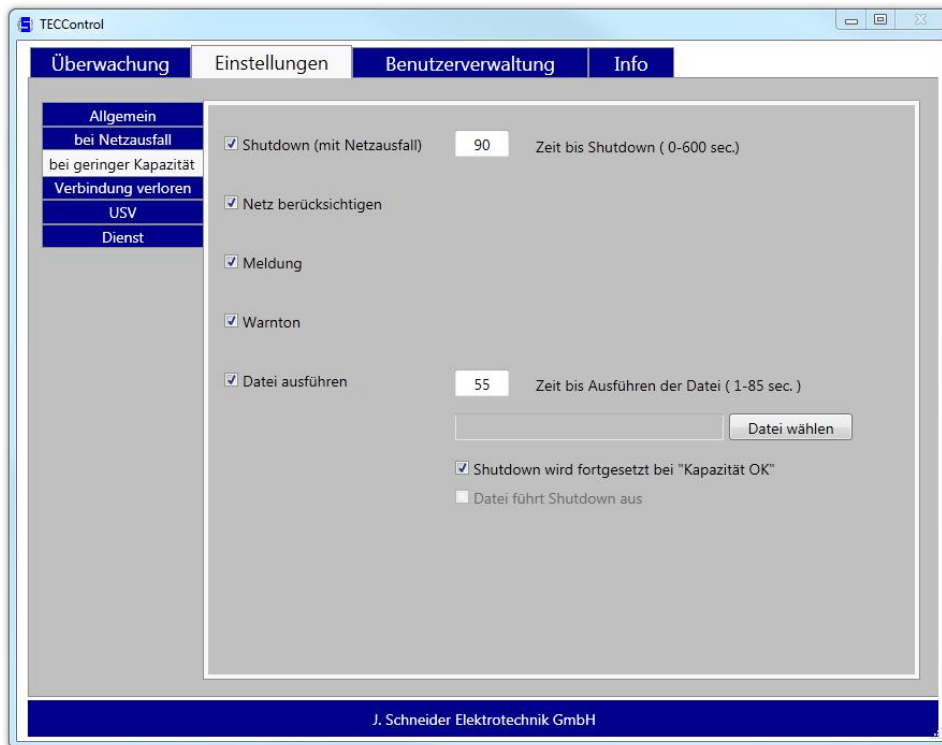 TECControl
Überwachung Einstellungen Benutzerverwaltung Info
Allgemein
bei Netzausfall
bei geringer Kapazität
Verbindung verloren
USV
Dienst
Shutdown (mit Netzausfall) 90 Zeit bis Shutdown ( 0-600 sec.)
Netz berücksichtigen
Meldung
Warnton
Datei ausführen 55 Zeit bis Ausführen der Datei ( 1-85 sec. )
Datei wählen
Shutdown wird fortgesetzt bei "Kapazität OK"
Datei führt Shutdown aus
J. Schneider Elektrotechnik GmbH